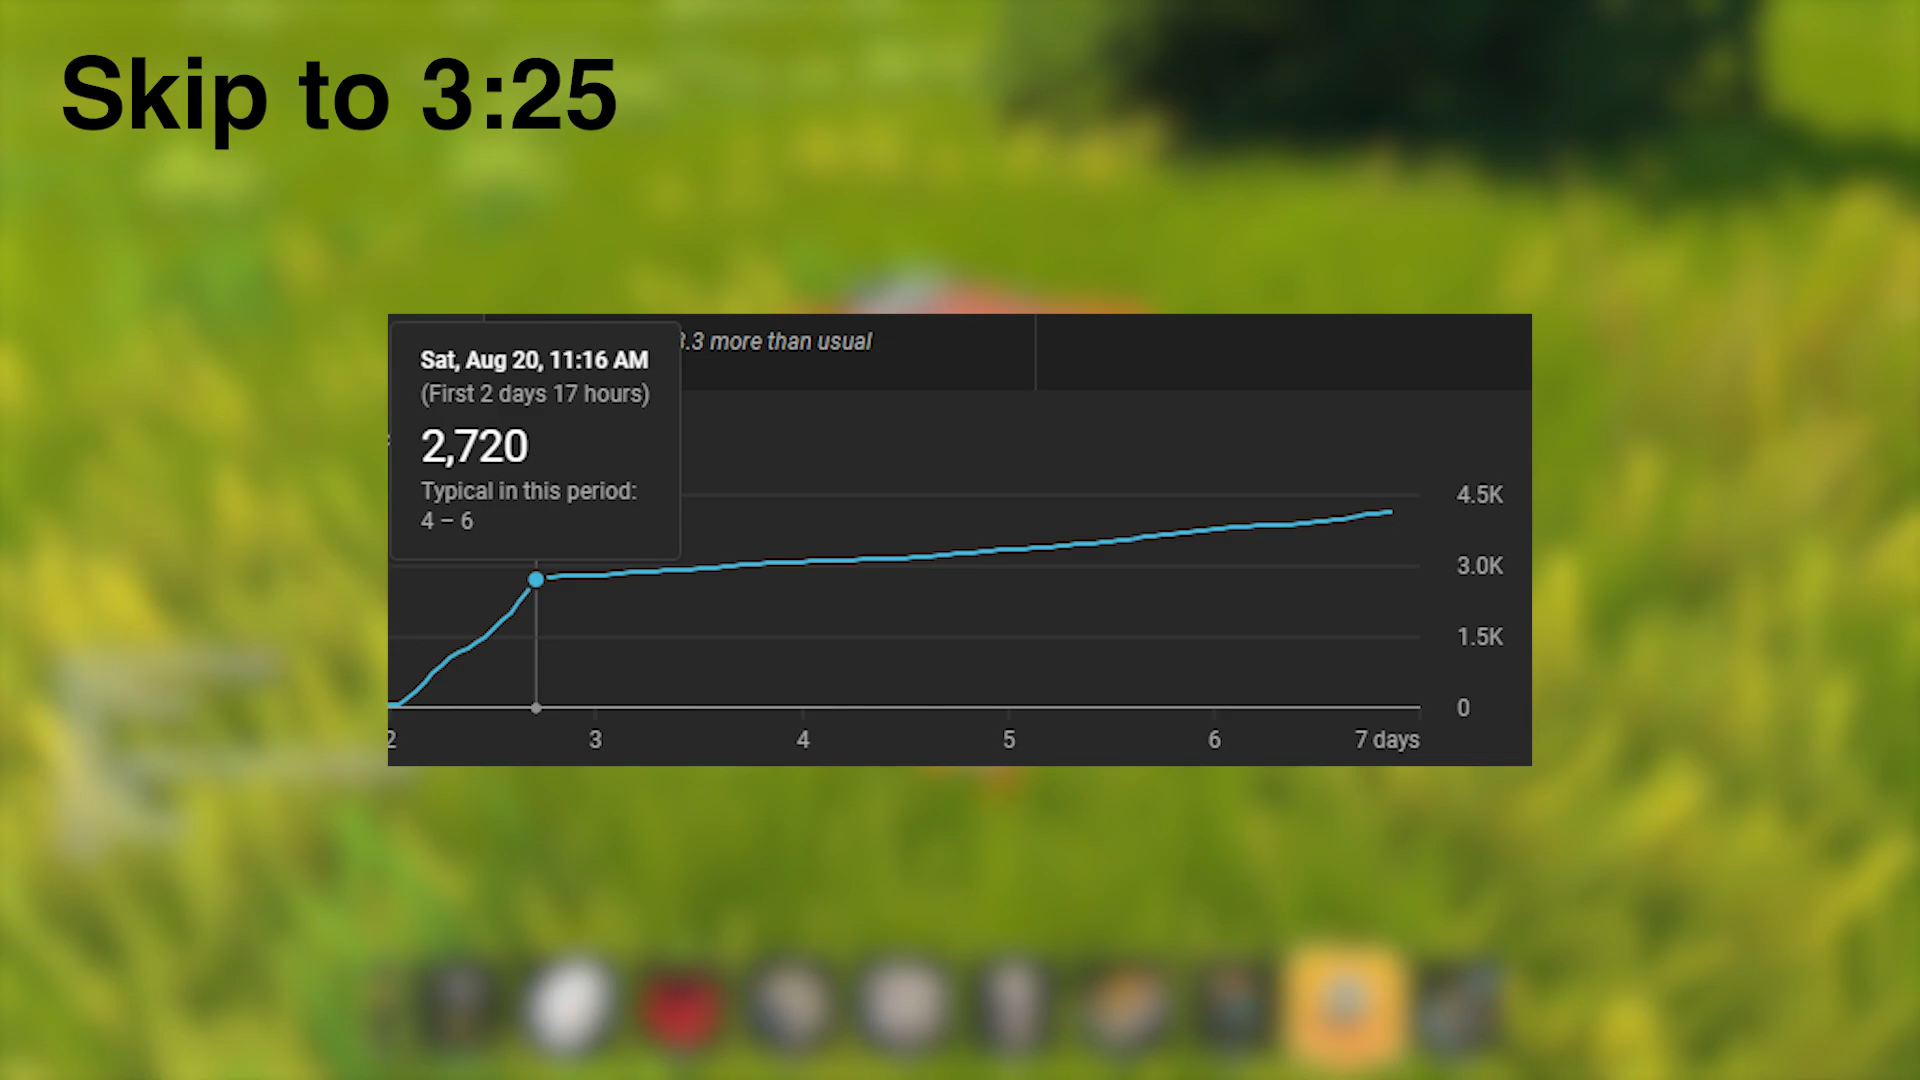 Skip to 3:25
.3 more than usual
Sat, Aug 20, 11:16 AM
(First 2 days 17 hours)
2,720
Typical in this period:
4 – 6
4.5K
3.0K
1.5K
0
2 3 4 5 6 7 days